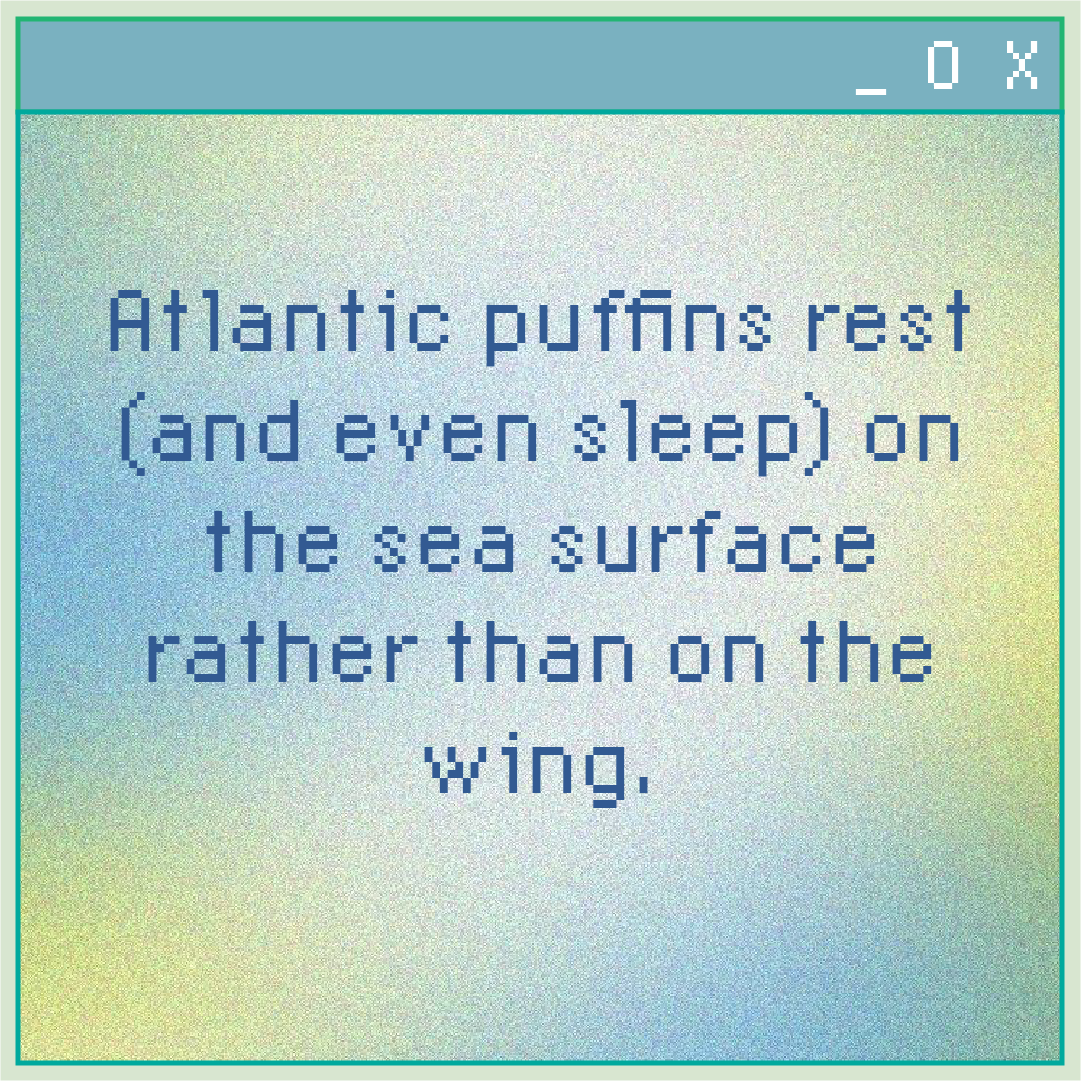 _ O X
Atlantic puffins rest
(and even sleep) on
the sea surface
rather than on the
wing.